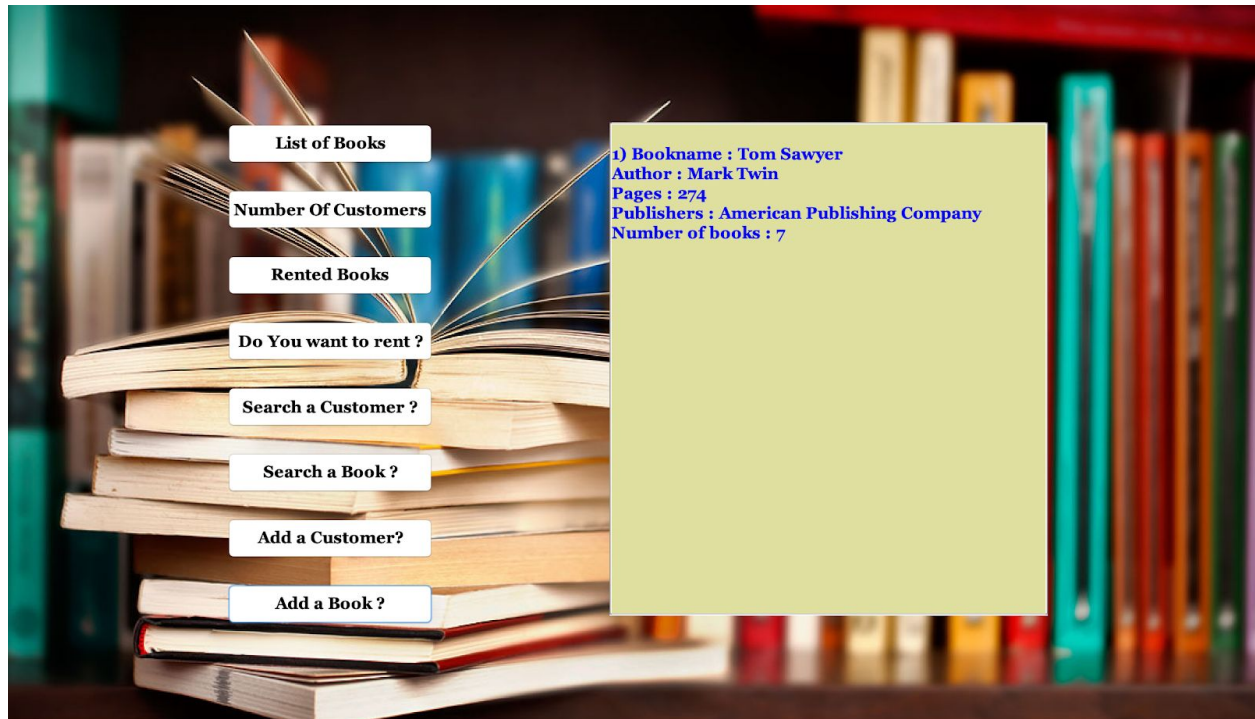 List of Books
Number Of Customers
Rented Books
Do You want to rent ?
Search a Customer ?
Search a Book ?
Add a Customer?
Add a Book ?
1) Bookname : Tom Sawyer
Author : Mark Twin
Pages : 274
Publishers : American Publishing Company
Number of books : 7